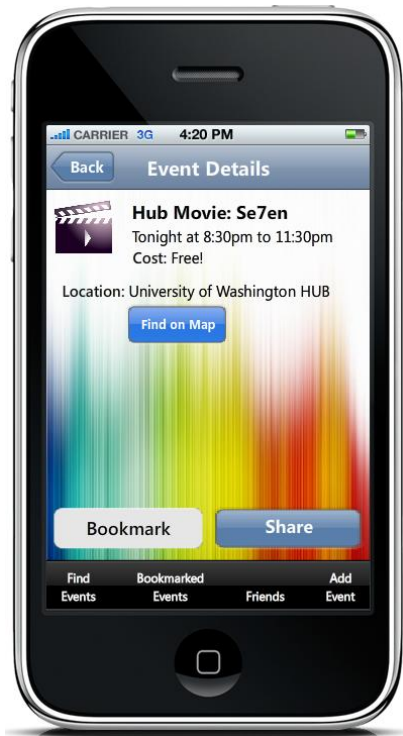 CARRIER 3G 4:20 PM
Back Event Details
Hub Movie: Se7en
Tonight at 8:30pm to 11:30pm
Cost: Free!
Location: University of Washington HUB
Find on Map
Bookmark Share
Find Bookmarked Add
Events Events Friends Event